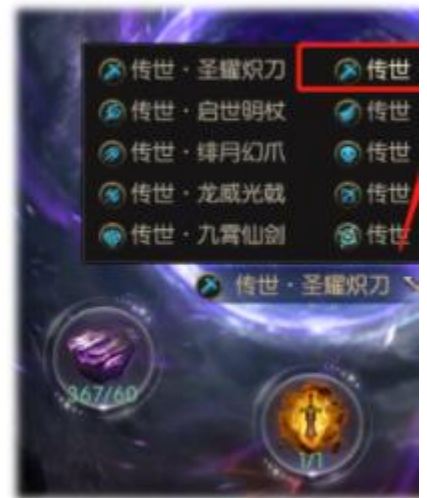 传世·圣耀炽刀 传世
传世·启世明杖 传世
传世·绯月幻爪 传世
传世·龙威光戟 传世
传世·九霄仙剑 传世
传世·圣耀炽刀
367/60
1/1